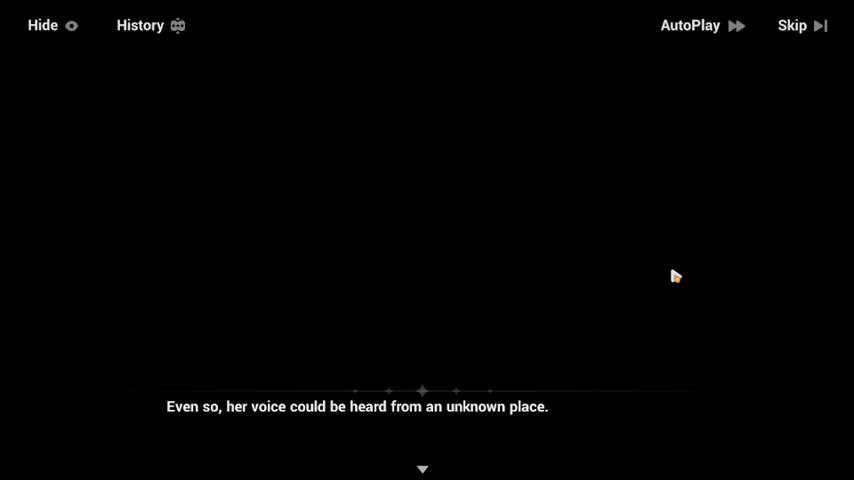 Hide
History
AutoPlay
Skip
Even so, her voice could be heard from an unknown place.